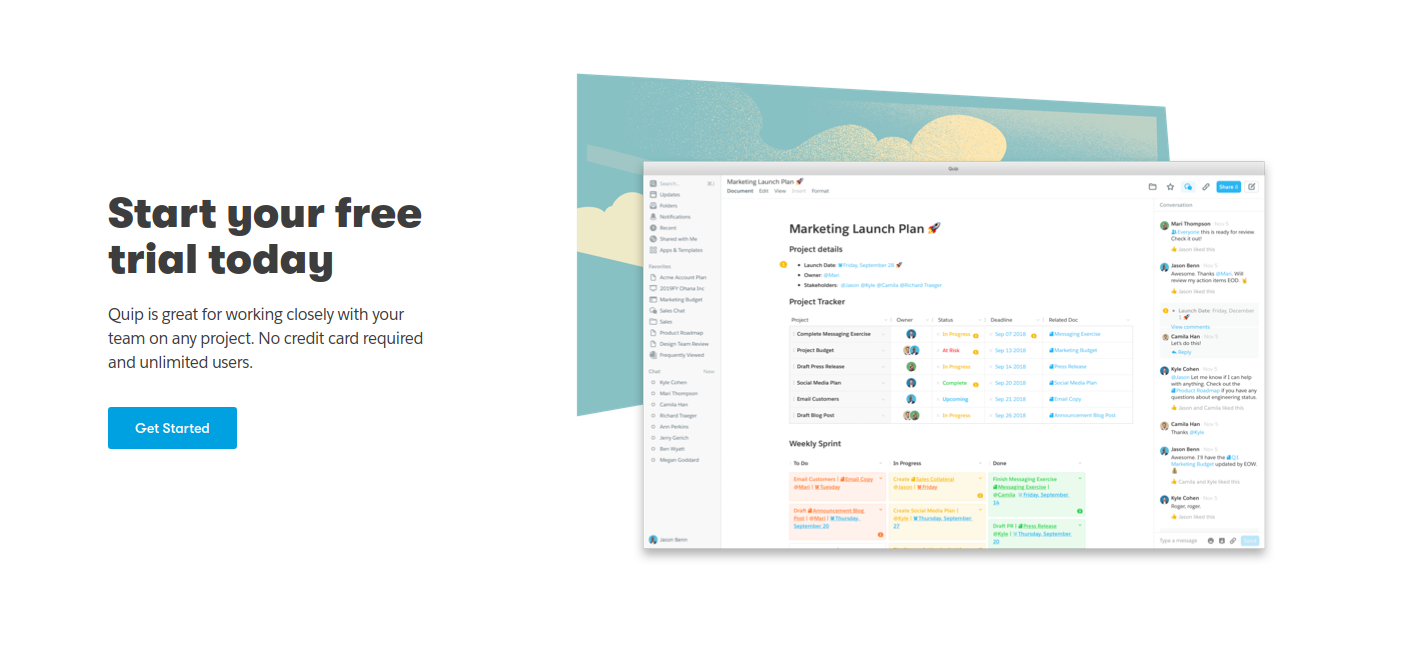 Start your free
trial today
Quip is great for working closely with your
team on any project. No credit card required
and unlimited users.
Get Started
Quip
Search...
Updates
Folders
Notifications
Recent
Shared with Me
Apps & Templates
Favorites
Acme Account Plan
2019FY Ohana Inc
Marketing Budget
Sales Chat
Sales
Product Roadmap
Design Team Review
Frequently Viewed
Chat New
Kyle Cohen
Mari Thompson
Camila Han
Richard Traeger
Ann Perkins
Jerry Garich
Ben Wyatt
Megan Goddard
Jason Benn
Marketing Launch Plan 🚀
Document Edit View Insert Format
Share It
Marketing Launch Plan 🚀
Project details
• Launch Date: Friday, September 28 🚀
• Owner: @Mari
• Stakeholders: @Jason @Kyle @Camila @Richard Traeger
Project Tracker
Project Owner Status Deadline Related Doc
Complete Messaging Exercise In Progress Sep 07 2018 Messaging Exercise
Project Budget At Risk Sep 13 2018 Marketing Budget
Draft Press Release In Progress Sep 14 2018 Press Release
Social Media Plan Complete Sep 20 2018 Social Media Plan
Email Customers Upcoming Sep 21 2018 Email Copy
Draft Blog Post In Progress Sep 26 2018 Announcement Blog Post
Weekly Sprint
To Do In Progress Done
Email Customers | Email Copy
@Mari | Tuesday
Draft Announcement Blog
Post | @Mari | Thursday,
September 20
Create Sales Collateral
@Jason | Friday
Create Social Media Plan |
@Kyle | Thursday, September
27
Finish Messaging Exercise
Messaging Exercise |
@Camila Friday, September
14
Draft PR | Press Release
@Kyle | Thursday, September
20
Conversation
Mari Thompson Nov 5
@Everyone this is ready for review.
Check it out!
👍 Jason liked this
Jason Benn Nov 5
Awesome. Thanks @Mari. Will
review my action items EOD.
👍 Jason liked this
• Launch Date: Friday, December
🚀
View comments
Camila Han Nov 5
Let's do this!
Reply
Kyle Cohen Nov 5
@Jason Let me know if I can help
with anything. Check out the
Product Roadmap if you have any
questions about engineering status.
👍 Jason and Camila liked this
Camila Han Nov 5
Thanks @Kyle
Jason Benn Nov 5
Awesome. I'll have the Q1
Marketing Budget updated by EOW.
👍 Camila and Kyle liked this
Kyle Cohen Nov 5
Roger, roger.
👍 Jason liked this
Type a message